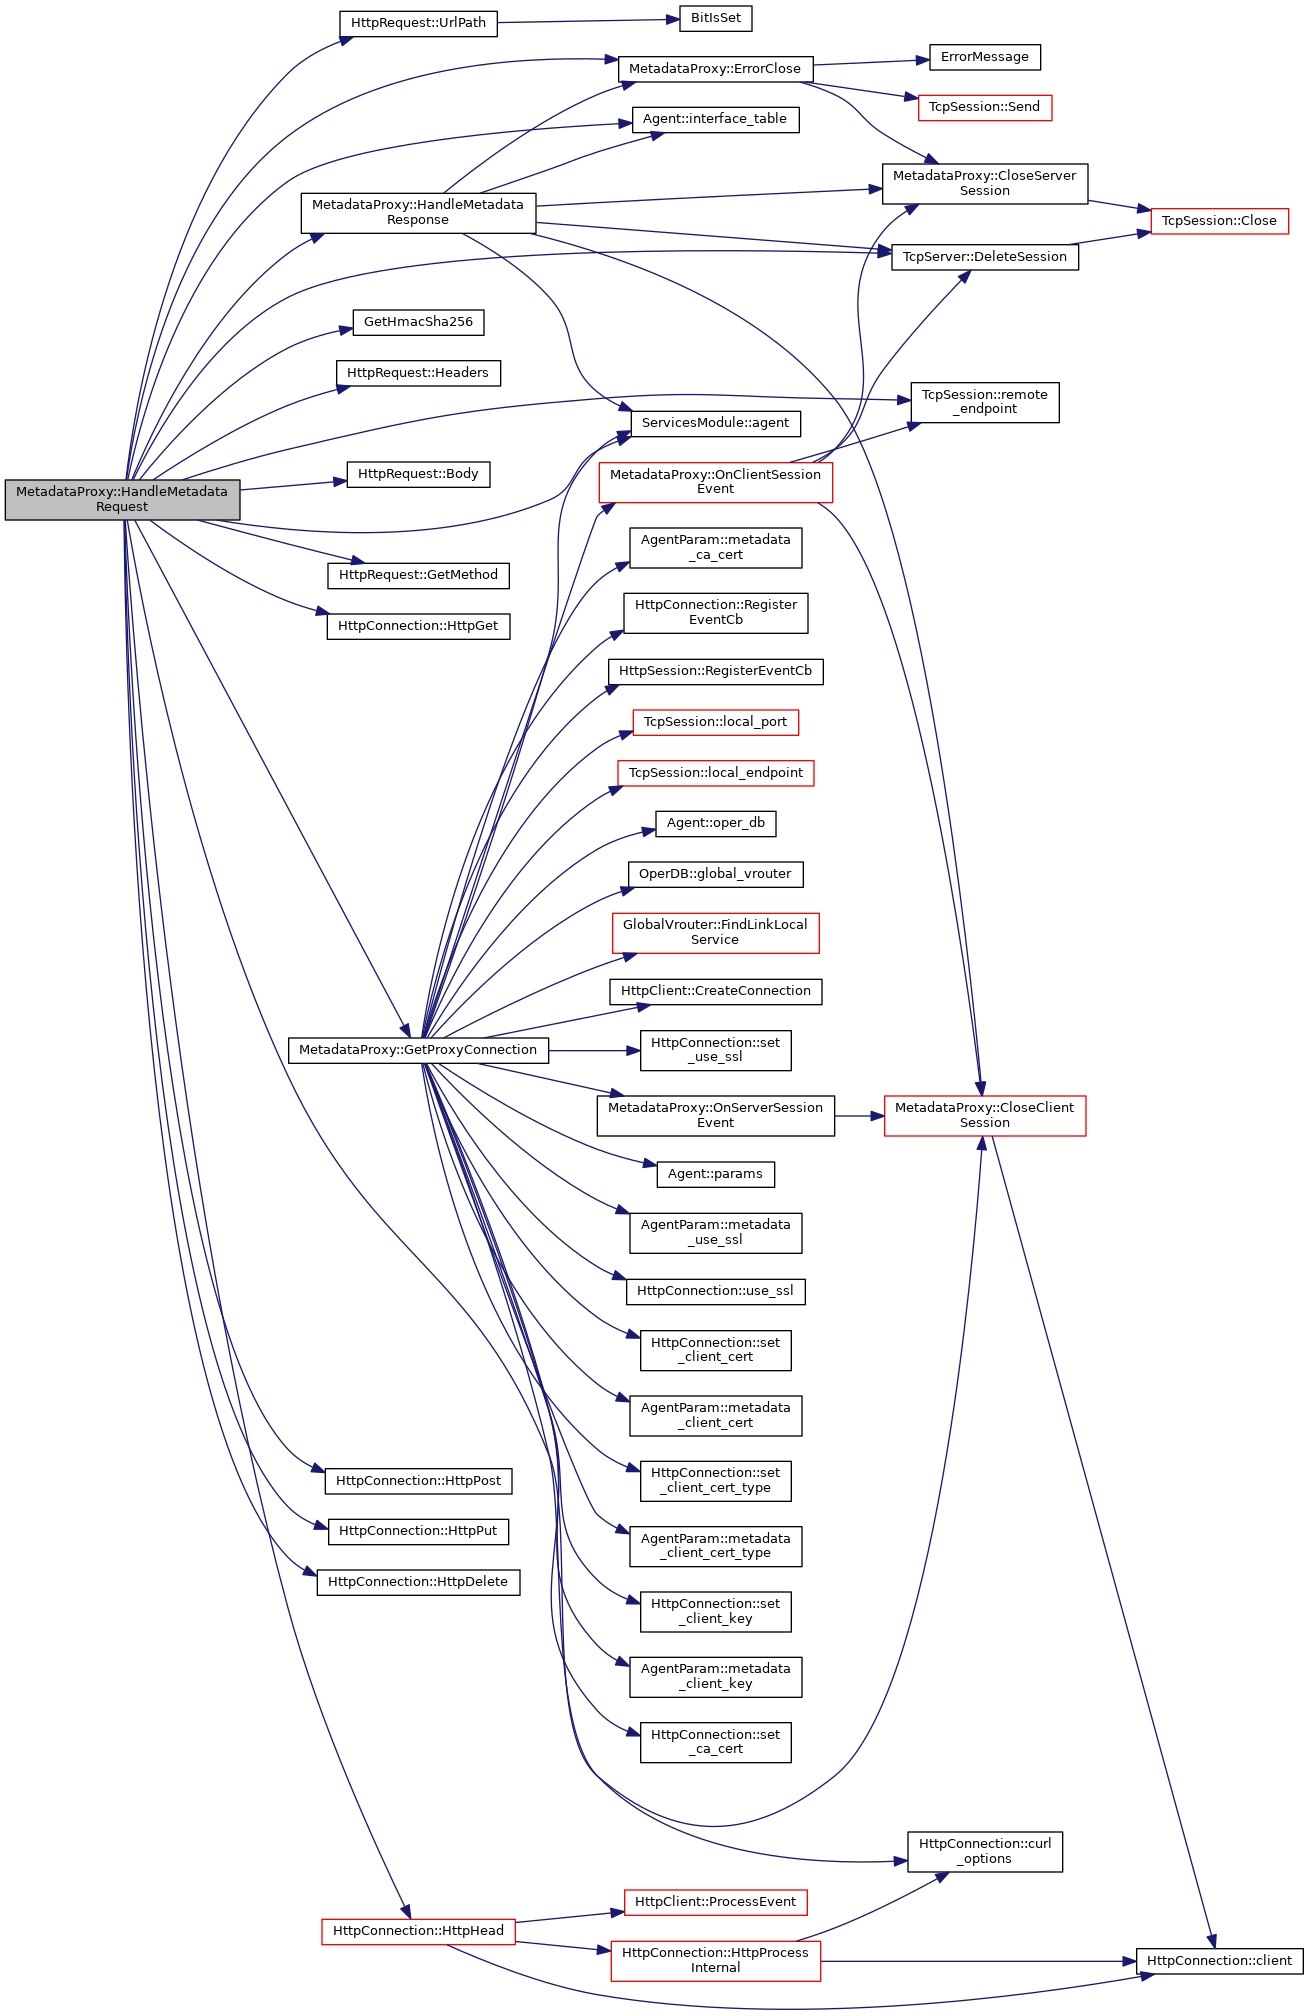 HttpRequest::UrlPath
BitIsSet
MetadataProxy::ErrorClose
ErrorMessage
TcpSession::Send
Agent::interface_table
MetadataProxy::CloseServer
Session
MetadataProxy::HandleMetadata
Response
TcpSession::Close
TcpServer::DeleteSession
GetHmacSha256
HttpRequest::Headers
TcpSession::remote
_endpoint
ServicesModule::agent
HttpRequest::Body
MetadataProxy::OnClientSession
Event
MetadataProxy::HandleMetadata
Request
AgentParam::metadata
_ca_cert
HttpRequest::GetMethod
HttpConnection::Register
EventCb
HttpConnection::HttpGet
HttpSession::RegisterEventCb
TcpSession::local_port
TcpSession::local_endpoint
Agent::oper_db
OperDB::global_vrouter
GlobalVrouter::FindLinkLocal
Service
HttpClient::CreateConnection
MetadataProxy::GetProxyConnection
HttpConnection::set
_use_ssl
MetadataProxy::OnServerSession
Event
MetadataProxy::CloseClient
Session
Agent::params
AgentParam::metadata
_use_ssl
HttpConnection::use_ssl
HttpConnection::set
_client_cert
AgentParam::metadata
_client_cert
HttpConnection::set
_client_cert_type
HttpConnection::HttpPost
HttpConnection::HttpPut
AgentParam::metadata
_client_cert_type
HttpConnection::HttpDelete
HttpConnection::set
_client_key
AgentParam::metadata
_client_key
HttpConnection::set
_ca_cert
HttpConnection::curl
_options
HttpClient::ProcessEvent
HttpConnection::HttpHead
HttpConnection::HttpProcess
Internal
HttpConnection::client